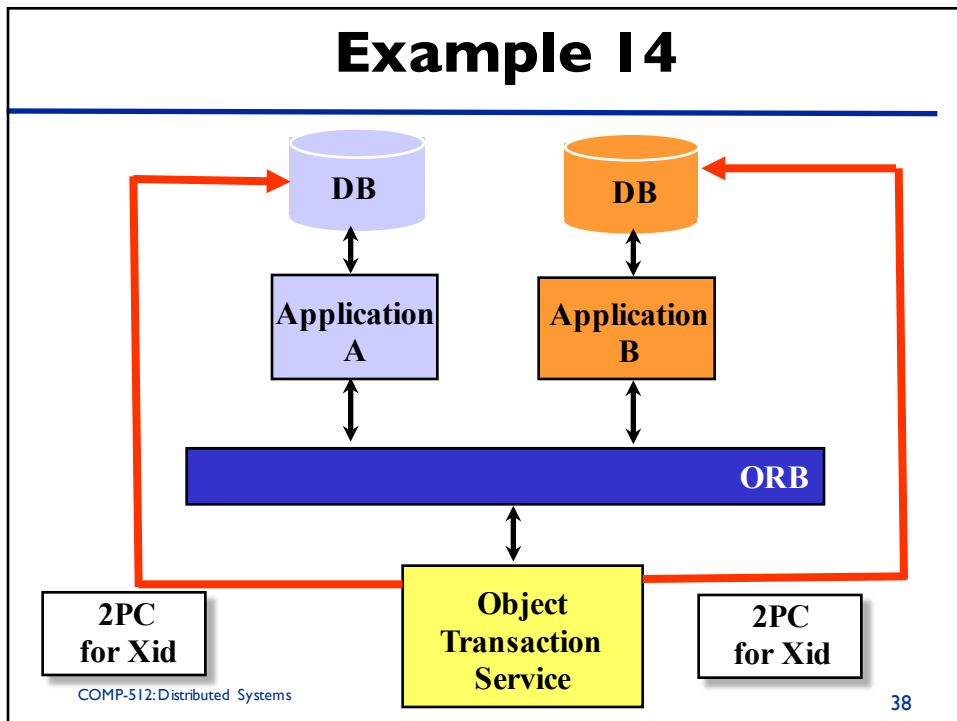 Example 14
DB
DB
Application
A
Application
B
ORB
Object
Transaction
Service
2PC
for Xid
2PC
for Xid
COMP-512: Distributed Systems
38